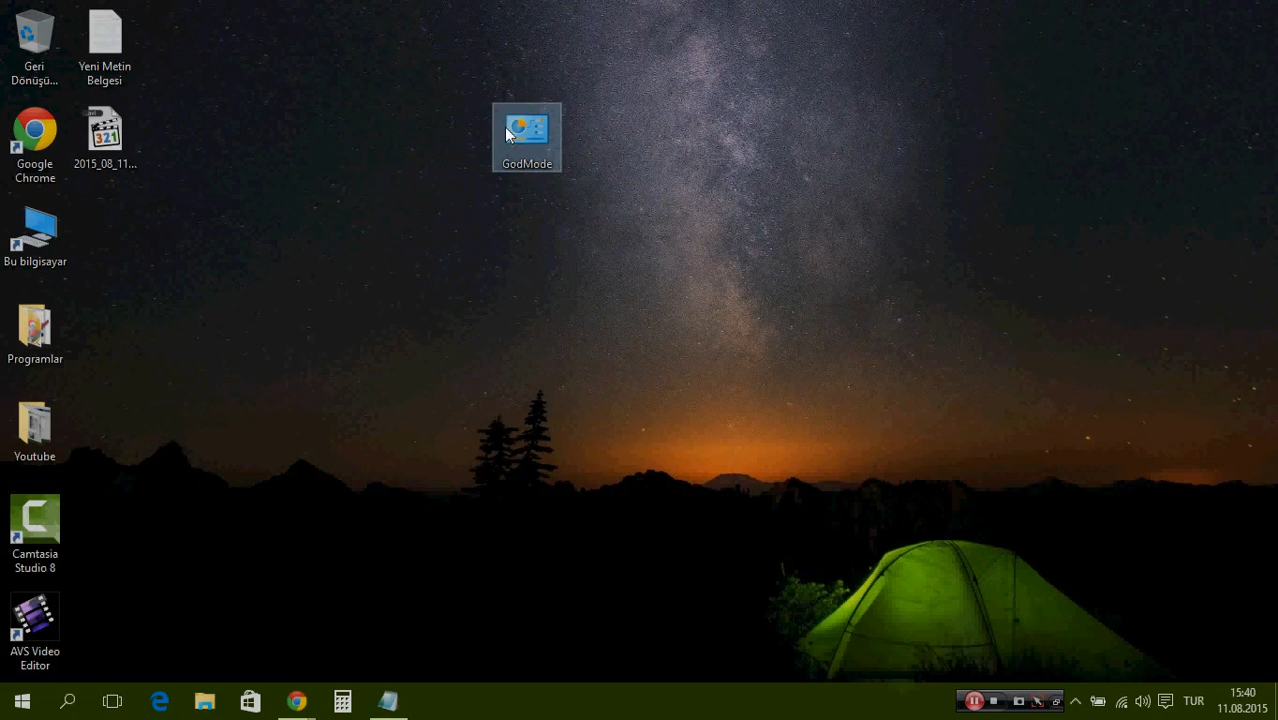 Geri
Dönüşü...
Yeni Metin
Belgesi
Google
Chrome
321
2015_08_11...
GodMode
Bu bilgisayar
Programlar
Youtube
Camtasia
Studio 8
AVS Video
Editor
TUR
15:40
11.08.2015